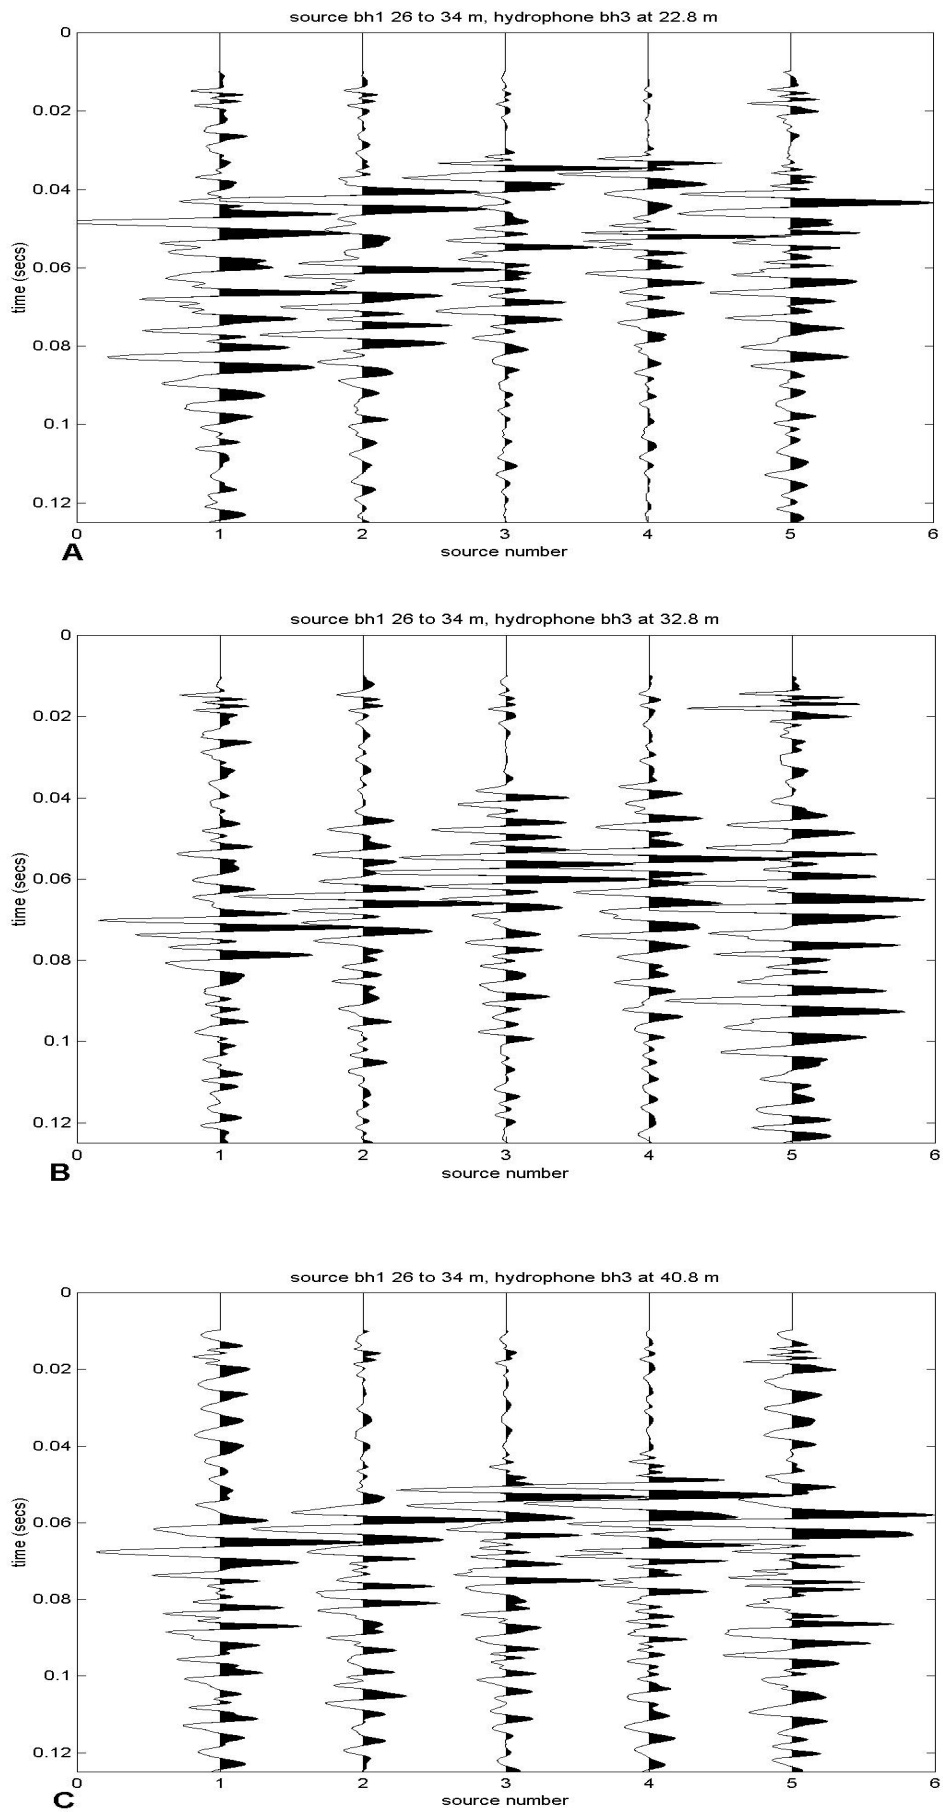 source bh1 26 to 34 m, hydrophone bh3 at 22.8 m
0
0.02
0.04
0.06
0.08
0.1
0.12
time (secs)
0 1 2 3 4 5 6
source number
A
source bh1 26 to 34 m, hydrophone bh3 at 32.8 m
0
0.02
0.04
0.06
0.08
0.1
0.12
time (secs)
0 1 2 3 4 5 6
source number
B
source bh1 26 to 34 m, hydrophone bh3 at 40.8 m
0
0.02
0.04
0.06
0.08
0.1
0.12
time (secs)
0 1 2 3 4 5 6
source number
C